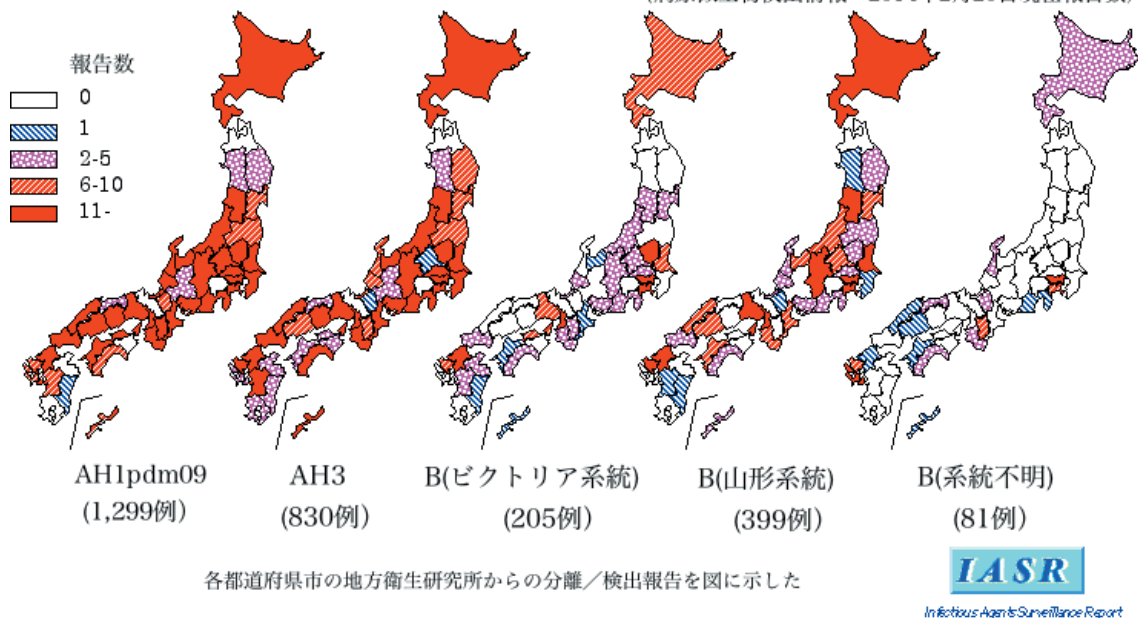 報告数
0
1
2-5
6-10
11-
AH1pdm09
(1,299例)
AH3
(830例)
B(ビクトリア系統)
(205例)
B(山形系統)
(399例)
B(系統不明)
(81例)
各都道府県市の地方衛生研究所からの分離／検出報告を図に示した
IASR
Infectious Agents Surveillance Report